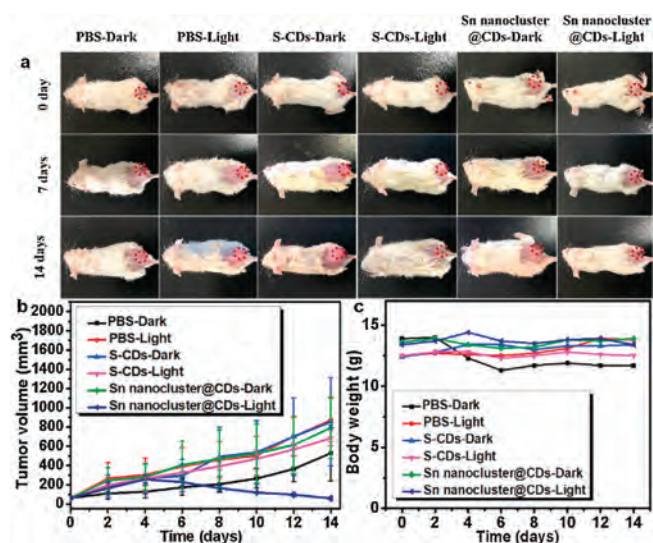 PBS-Dark PBS-Light S-CDs-Dark S-CDs-Light Sn nanocluster @CDs-Dark Sn nanocluster @CDs-Light
a
0 day
7 days
14 days
b
Tumor volume (mm³)
2000
1800
1600
1400
1200
1000
800
600
400
200
0
PBS-Dark
PBS-Light
S-CDs-Dark
S-CDs-Light
Sn nanocluster@CDs-Dark
Sn nanocluster@CDs-Light
0 2 4 6 8 10 12 14
Time (days)
c
Body weight (g)
15
10
5
0
PBS-Dark
PBS-Light
S-CDs-Dark
S-CDs-Light
Sn nanocluster@CDs-Dark
Sn nanocluster@CDs-Light
0 2 4 6 8 10 12 14
Time (days)